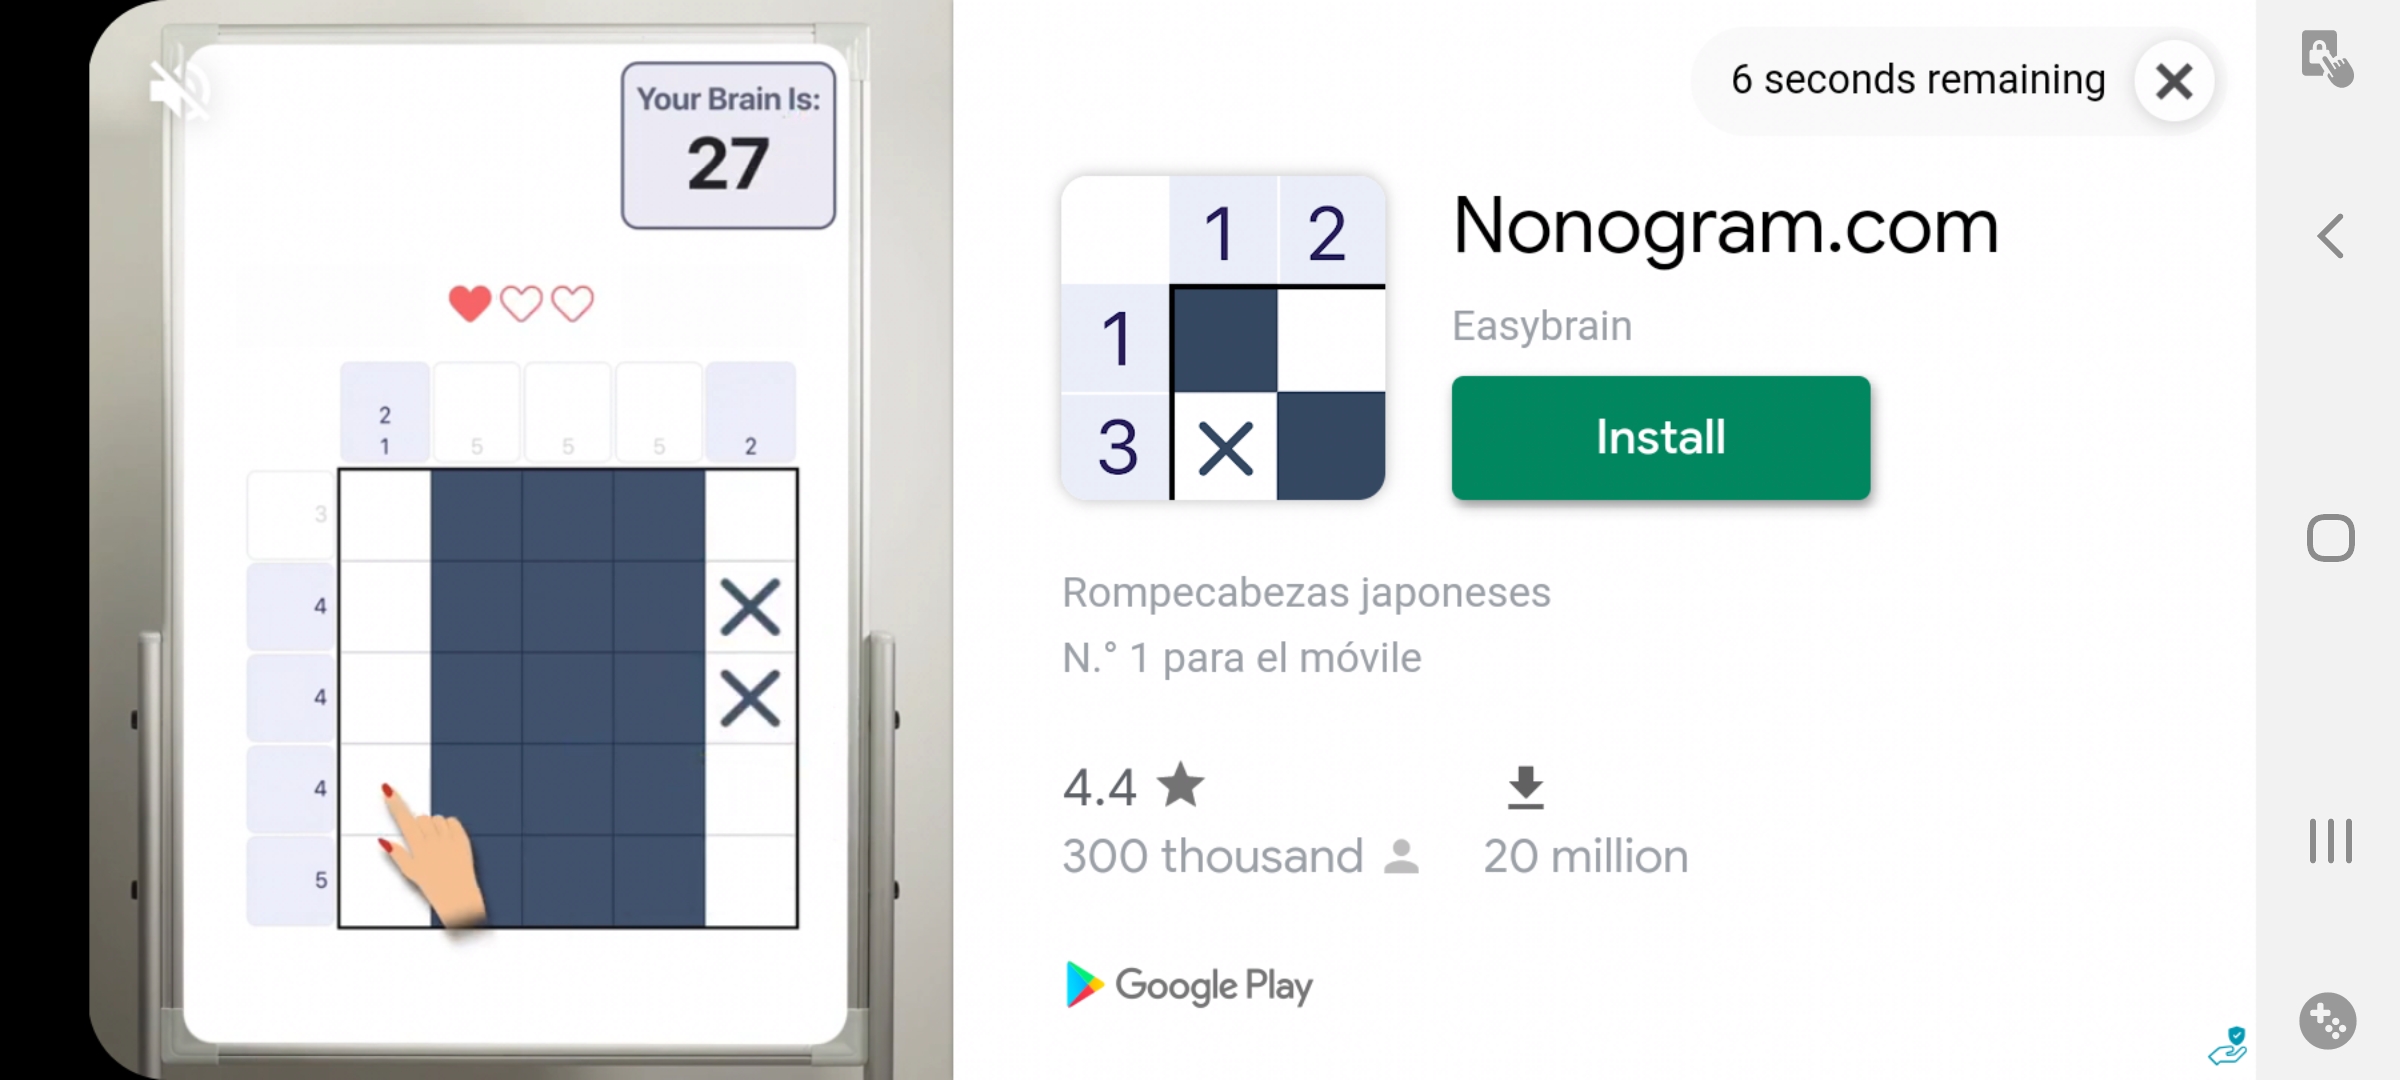 Your Brain Is:
27
2
1
5
5
5
2
3
4
4
4
5
6 seconds remaining
1 2
1
3
Nonogram.com
Easybrain
Install
Rompecabezas japoneses
N.° 1 para el móvile
4.4
300 thousand
20 million
Google Play